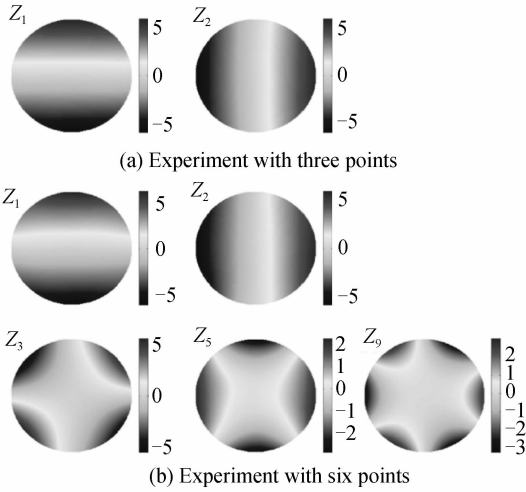 Z1 Z2
5 5
0 0
−5 −5
(a) Experiment with three points
Z1 Z2
5 5
0 0
−5 −5
Z3 Z5 Z9
5 2 2
1 1
0 0 0
−1 −1
−2 −2
−5 −3
(b) Experiment with six points